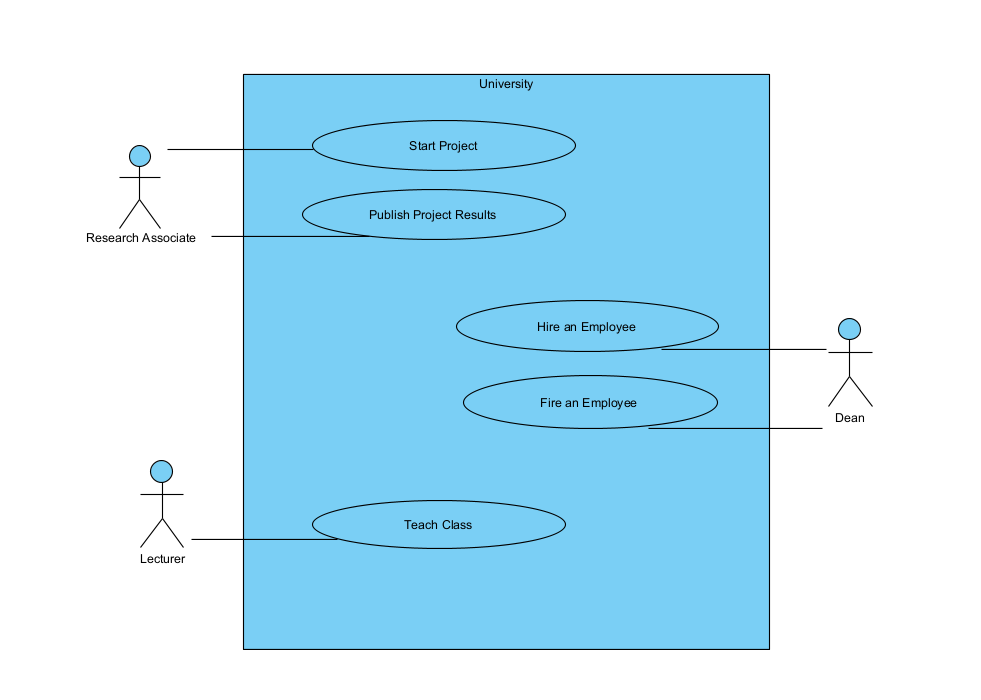 University
Start Project
Publish Project Results
Research Associate
Hire an Employee
Fire an Employee
Dean
Teach Class
Lecturer